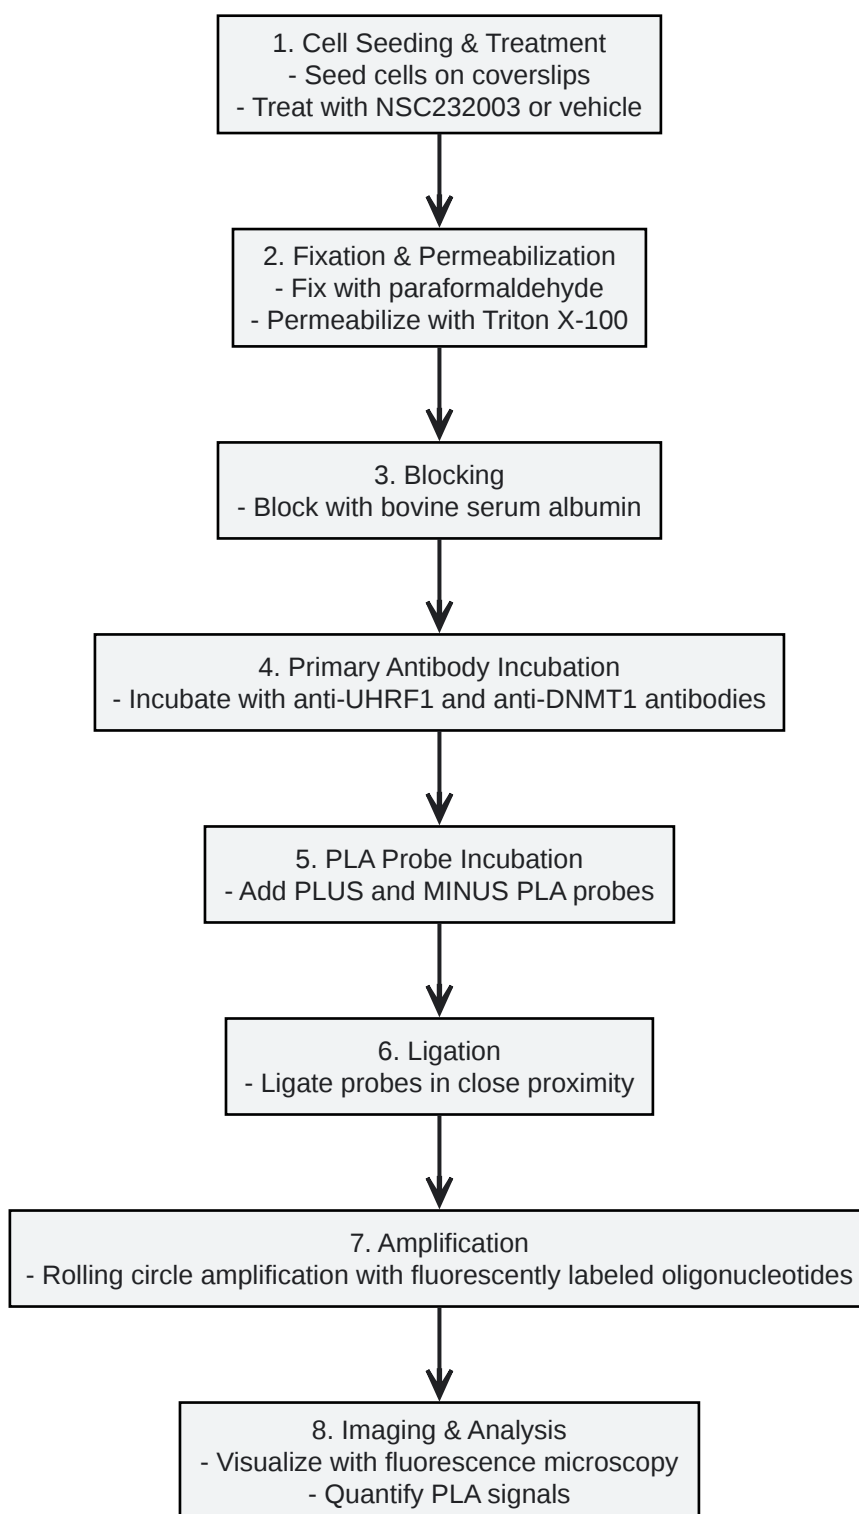 1. Cell Seeding & Treatment
- Seed cells on coverslips
- Treat with NSC232003 or vehicle
2. Fixation & Permeabilization
- Fix with paraformaldehyde
- Permeabilize with Triton X-100
3. Blocking
- Block with bovine serum albumin
4. Primary Antibody Incubation
- Incubate with anti-UHRF1 and anti-DNMT1 antibodies
5. PLA Probe Incubation
- Add PLUS and MINUS PLA probes
6. Ligation
- Ligate probes in close proximity
7. Amplification
- Rolling circle amplification with fluorescently labeled oligonucleotides
8. Imaging & Analysis
- Visualize with fluorescence microscopy
- Quantify PLA signals